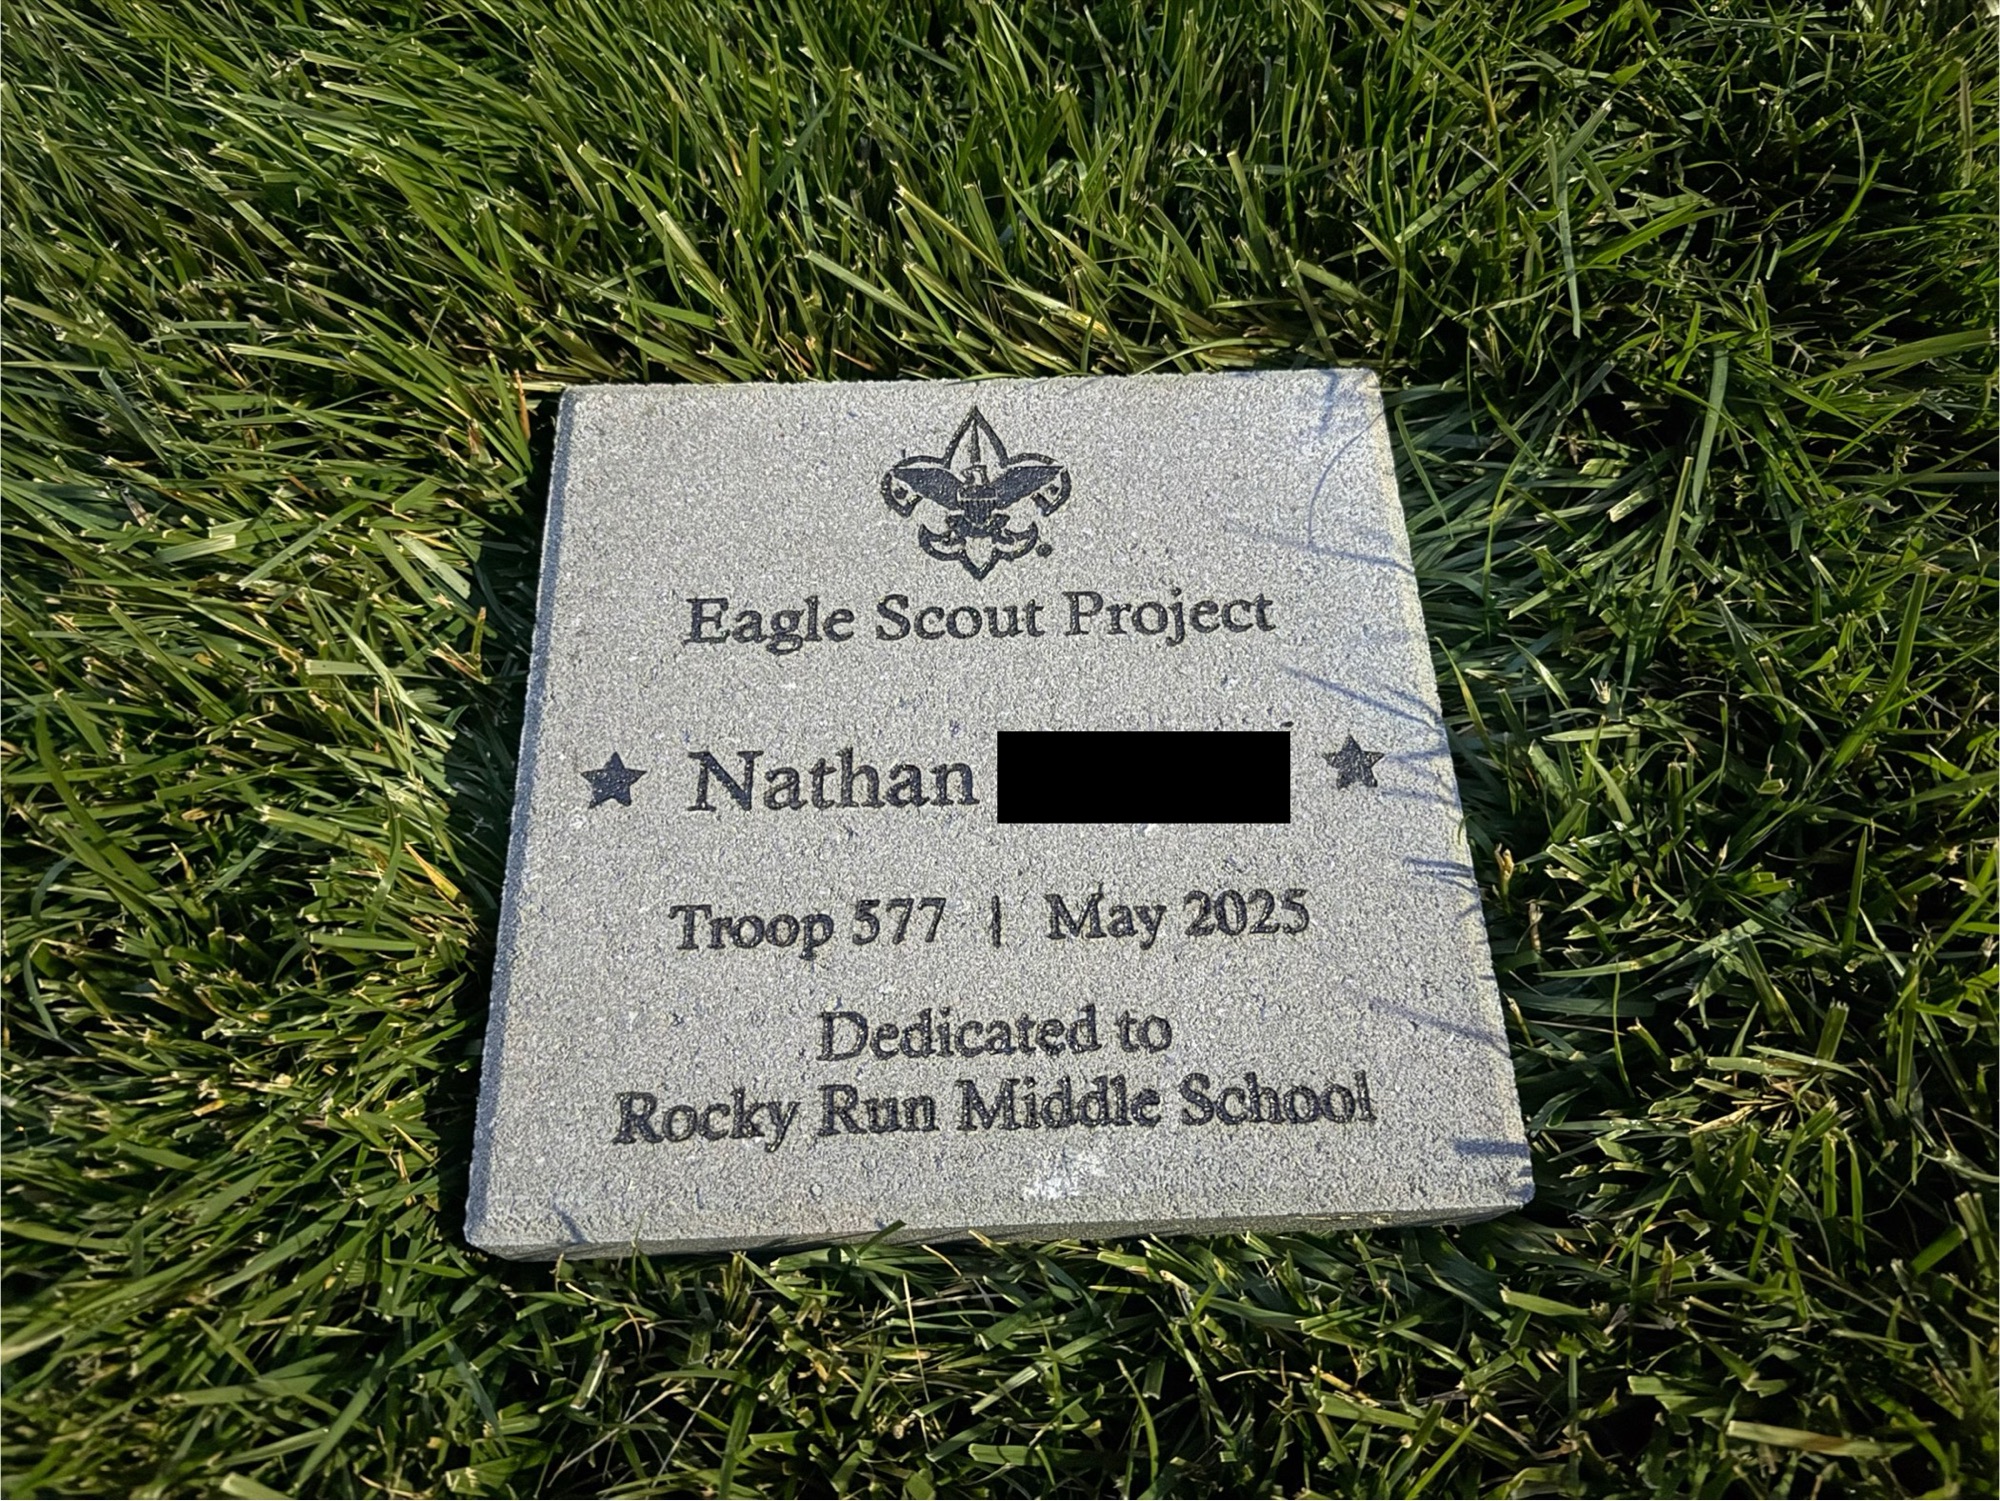 Eagle Scout Project
Nathan
Troop 577 | May 2025
Dedicated to
Rocky Run Middle School